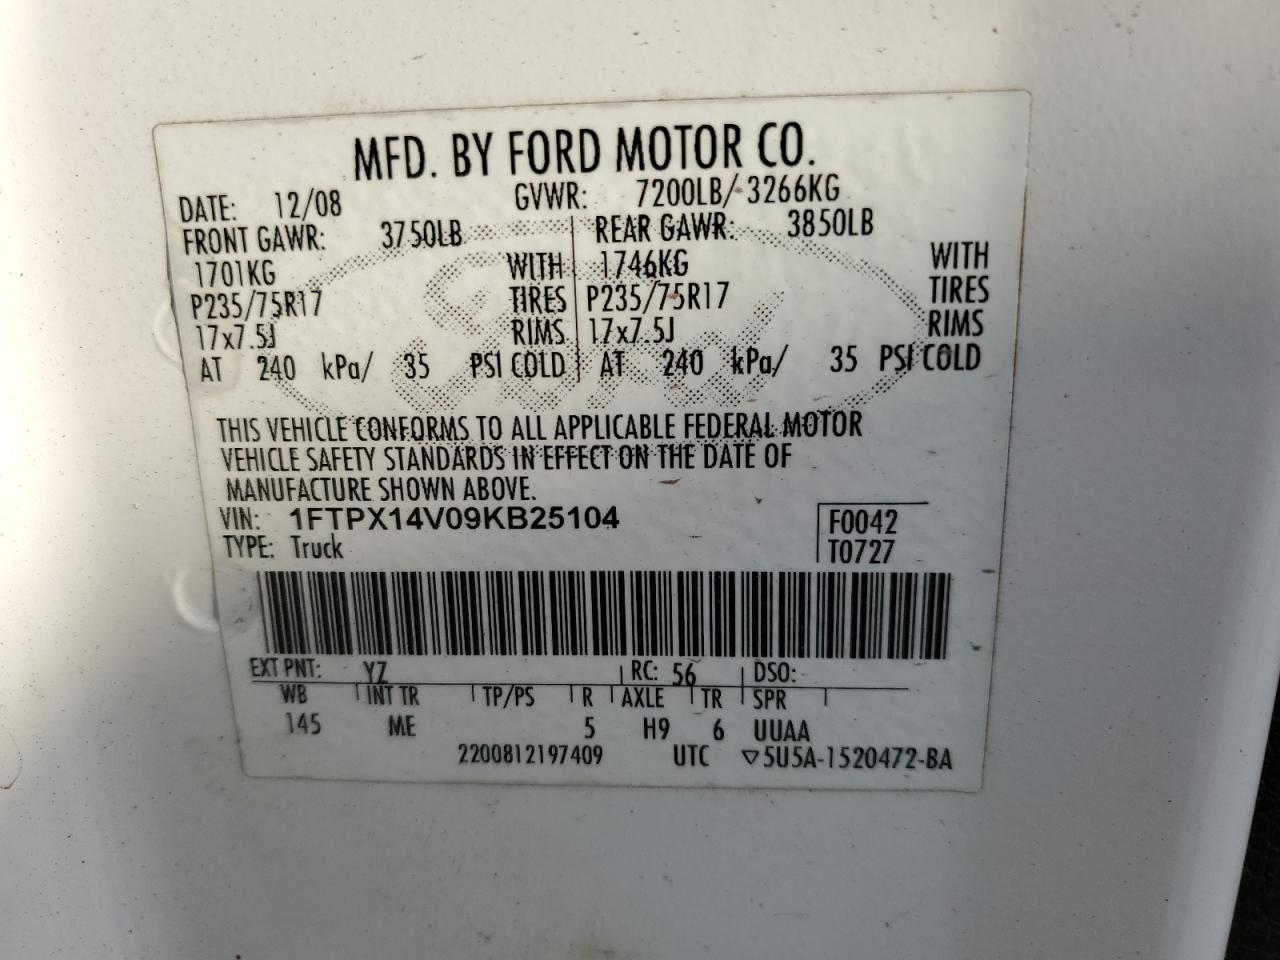 MFD. BY FORD MOTOR CO.
DATE: 12/08 GVWR: 7200LB/ 3266KG
FRONT GAWR: 3750LB REAR GAWR: 3850LB
1701KG WITH 1746KG WITH
P235/75R17 TIRES P235/75R17 TIRES
17x7.5J RIMS 17x7.5J RIMS
AT 240 kPa/ 35 PSI COLD AT 240 kPa/ 35 PSI COLD
THIS VEHICLE CONFORMS TO ALL APPLICABLE FEDERAL MOTOR
VEHICLE SAFETY STANDARDS IN EFFECT ON THE DATE OF
MANUFACTURE SHOWN ABOVE.
VIN: 1FTPX14V09KB25104 F0042
TYPE: Truck T0727
EXT PNT: YZ RC: 56 DSO:
WB INT TR TP/PS R AXLE TR SPR
145 ME 5 H9 6 UUAA
2200812197409 UTC ▽5U5A-1520472-BA